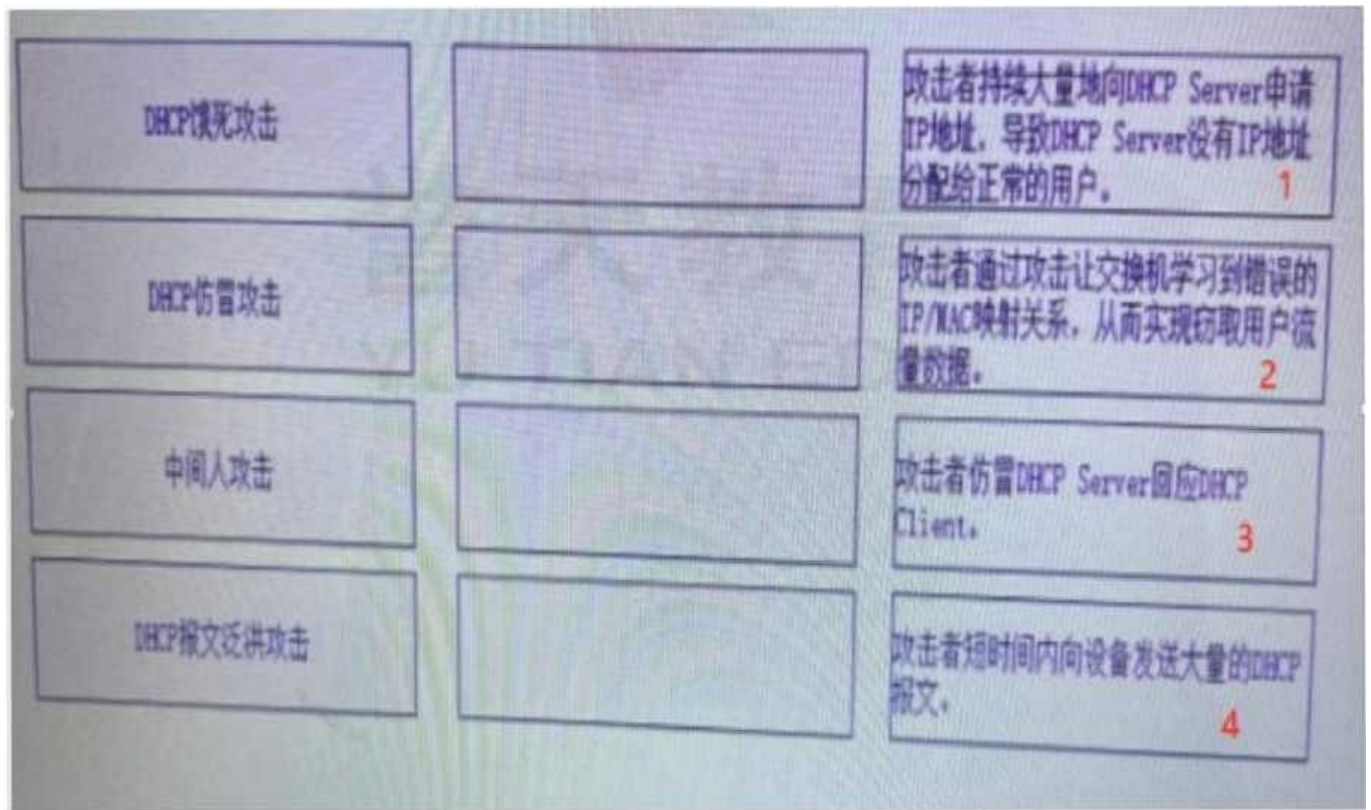 DHCP饿死攻击
攻击者持续大量地向DHCP Server申请
IP地址，导致DHCP Server没有IP地址
分配给正常的用户。
1
DHCP仿冒攻击
攻击者通过攻击让交换机学习到错误的
IP/MAC映射关系，从而实现窃取用户流
量数据。
2
中间人攻击
攻击者仿冒DHCP Server回应DHCP
Client。
3
DHCP报文泛洪攻击
攻击者短时间内向设备发送大量的DHCP
报文。
4